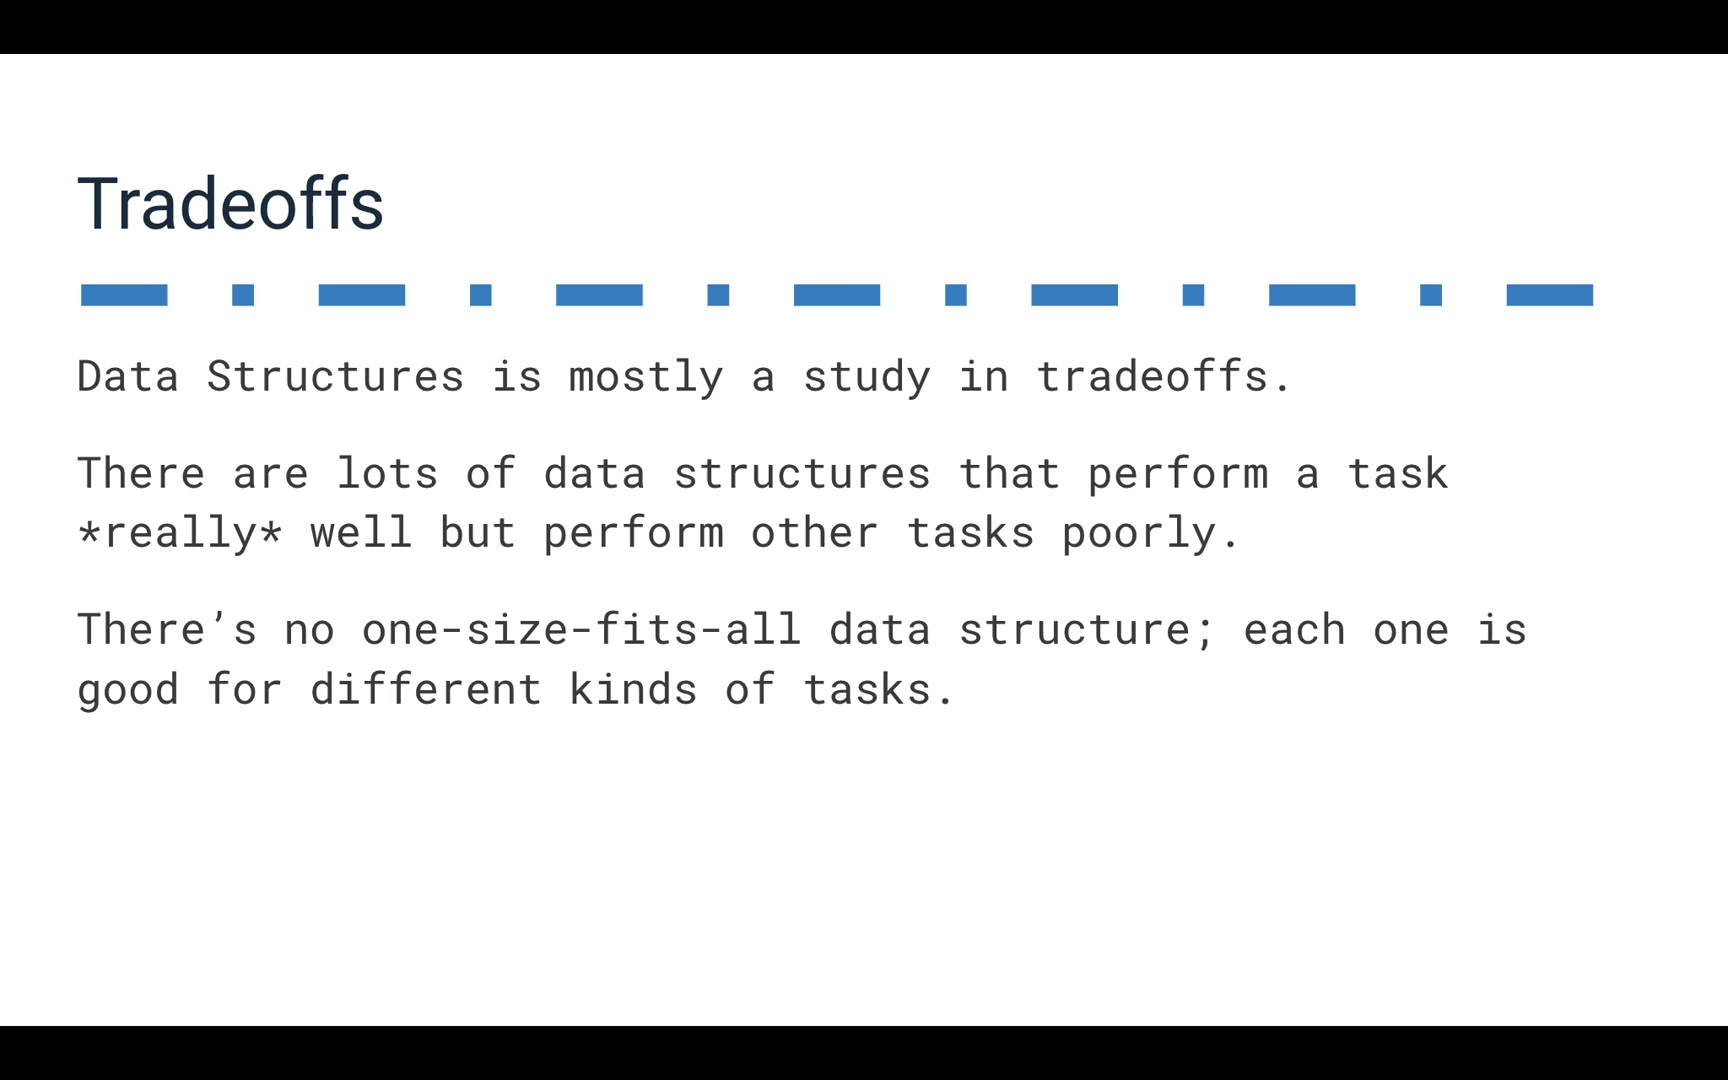 Tradeoffs
Data Structures is mostly a study in tradeoffs.
There are lots of data structures that perform a task
*really* well but perform other tasks poorly.
There’s no one-size-fits-all data structure; each one is
good for different kinds of tasks.